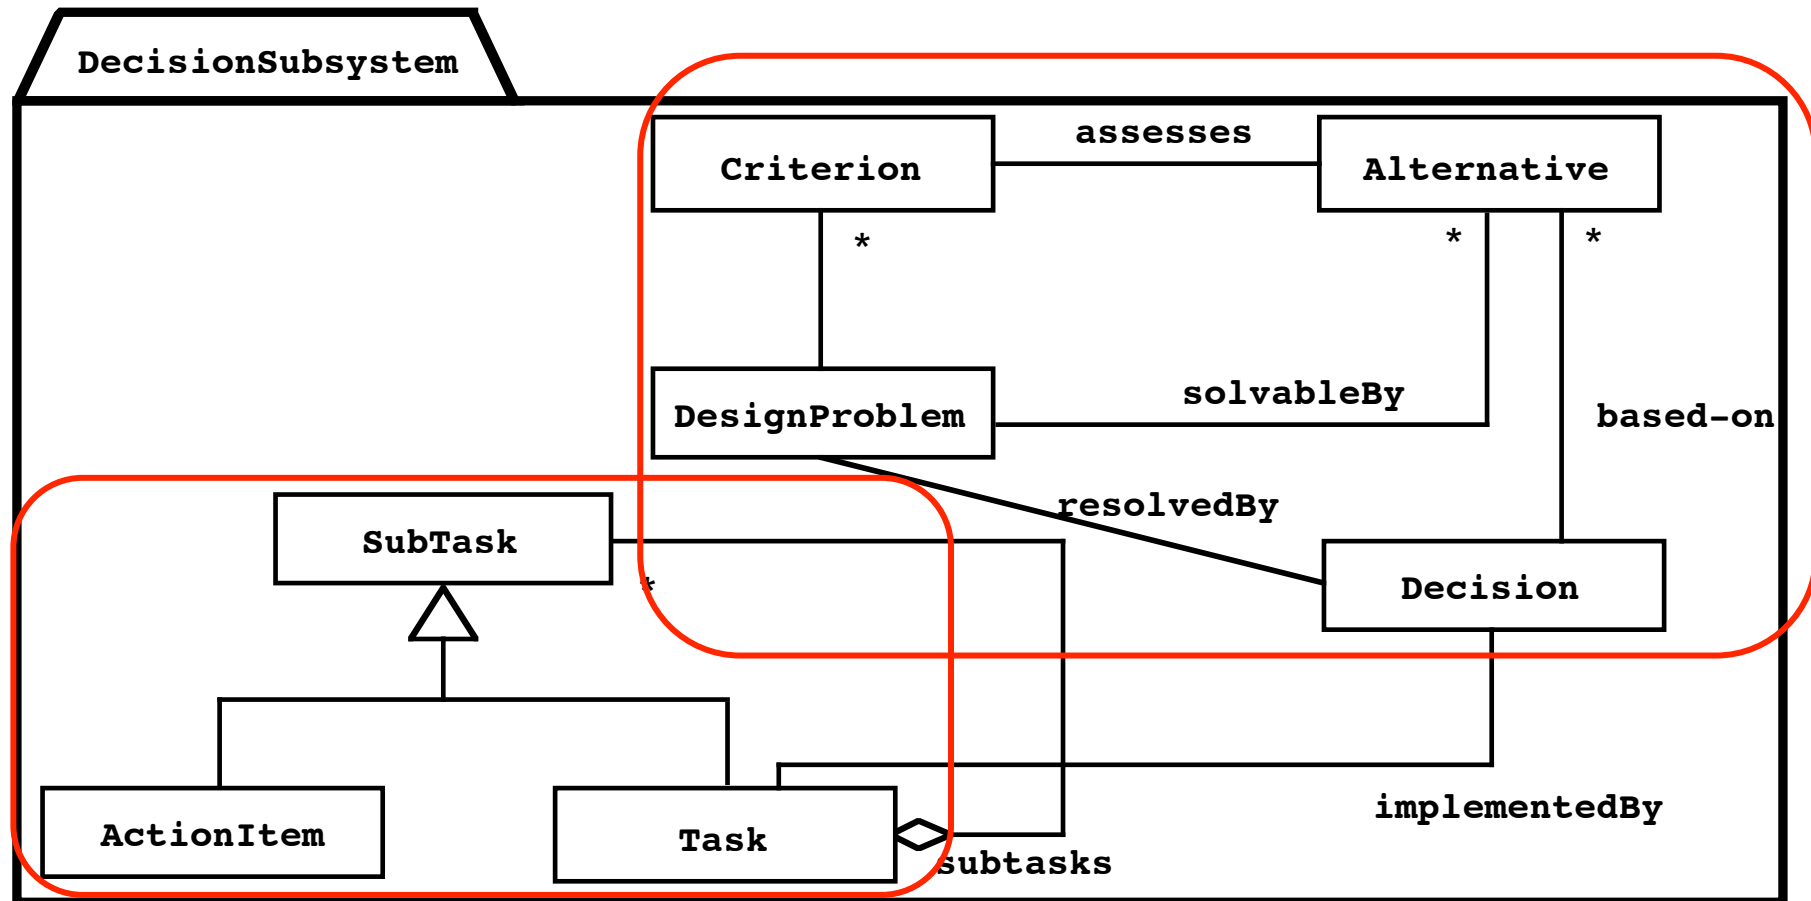 DecisionSubsystem
assesses
Criterion
Alternative
*
*
*
solvableBy
DesignProblem
based-on
resolvedBy
SubTask
*
Decision
implementedBy
ActionItem
Task
subtasks